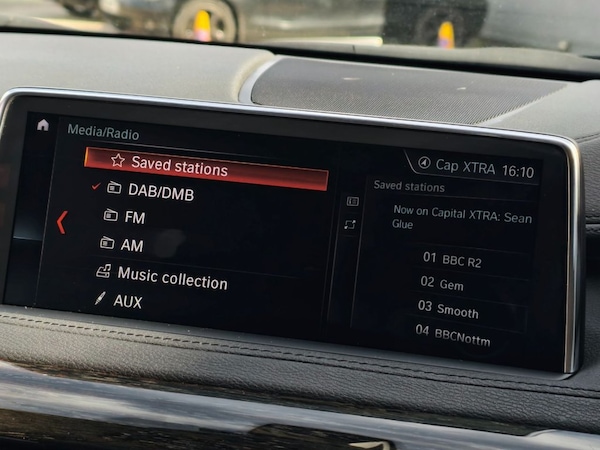 Media/Radio
Saved stations
DAB/DMB
FM
AM
Music collection
AUX
Cap XTRA 16:10
Saved stations
Now on Capital XTRA: Sean
Glue
01 BBC R2
02 Gem
03 Smooth
04 BBCNottm